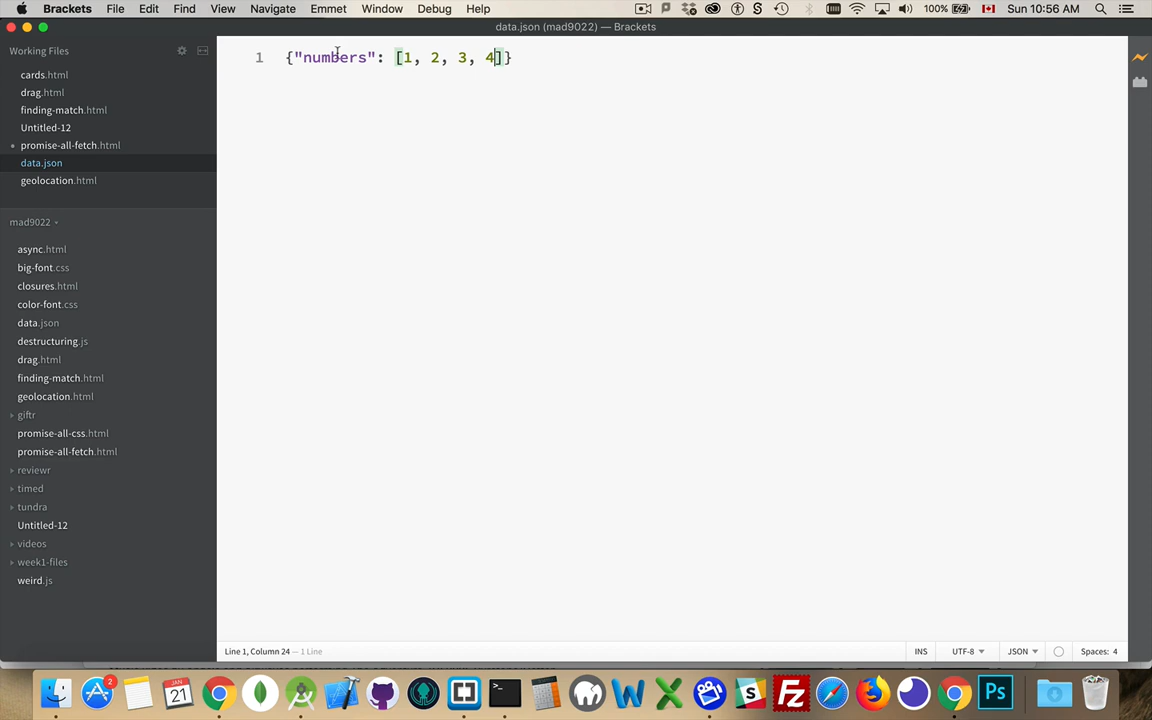 Brackets File Edit View Find Navigate Emmet Window Debug Help 100% Sun 10:56 AM
data.json (mad9022) — Brackets
Working Files
cards.html
drag.html
finding-match.html
Untitled-12
promise-all-fetch.html
data.json
geolocation.html
mad9022
async.html
big-font.css
closures.html
color-font.css
data.json
destructuring.js
drag.html
finding-match.html
geolocation.html
giftr
promise-all-css.html
promise-all-fetch.html
reviewr
timed
tundra
Untitled-12
videos
week1-files
weird.js
1 {"numbers": [1, 2, 3, 4]}
Line 1, Column 24 — 1 Line INS UTF-8 JSON Spaces: 4
2
JAN
21
Ps